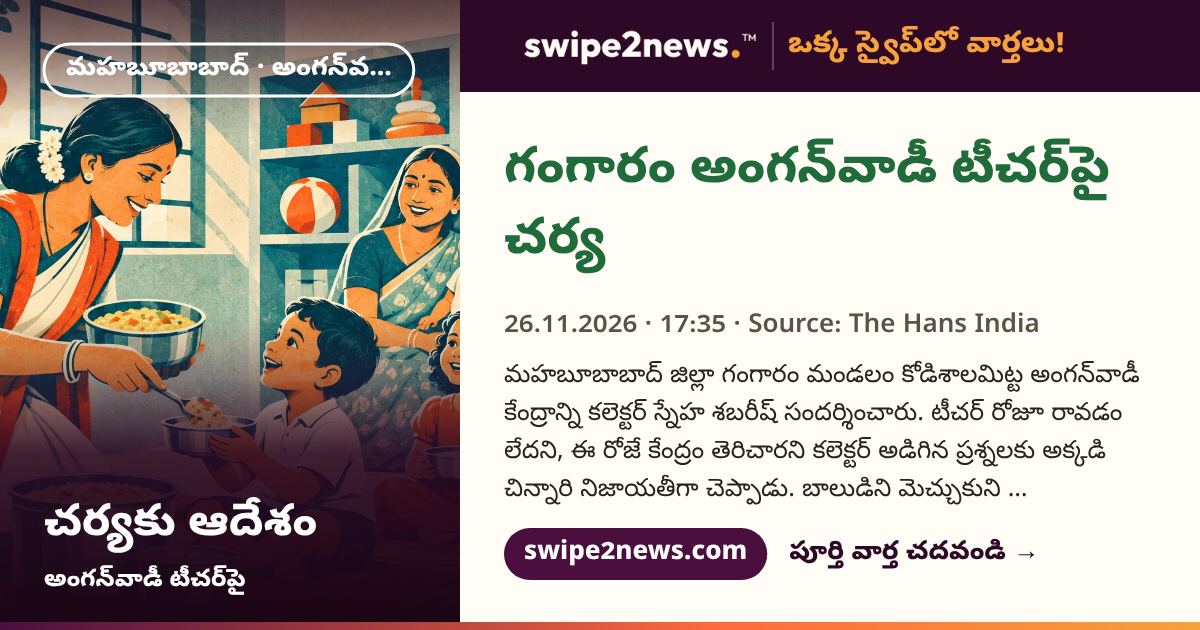 మహబూబాబాద్ · అంగన్‌వ...
swipe2news.™
ఒక్క స్వైప్‌లో వార్తలు!
గంగారం అంగన్‌వాడీ టీచర్‌పై
చర్య
26.11.2026 · 17:35 · Source: The Hans India
మహబూబాబాద్ జిల్లా గంగారం మండలం కోడిశాలమిట్ట అంగన్‌వాడీ
కేంద్రాన్ని కలెక్టర్ స్నేహ శబరీష్ సందర్శించారు. టీచర్ రోజూ రావడం
లేదని, ఈ రోజే కేంద్రం తెరిచారని కలెక్టర్ అడిగిన ప్రశ్నలకు అక్కడి
చిన్నారి నిజాయతీగా చెప్పాడు. బాలుడిని మెచ్చుకుని ...
swipe2news.com
పూర్తి వార్త చదవండి →
చర్యకు ఆదేశం
అంగన్‌వాడీ టీచర్‌పై